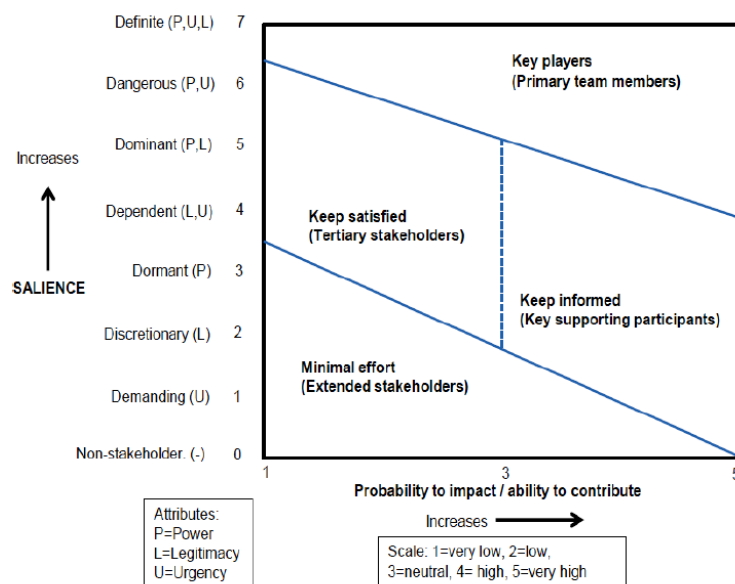 Definite (P,U,L) 7
Dangerous (P,U) 6
Dominant (P,L) 5
Dependent (L,U) 4
Dormant (P) 3
Discretionary (L) 2
Demanding (U) 1
Non-stakeholder. (-) 0
Increases
SALIENCE
Key players
(Primary team members)
Keep satisfied
(Tertiary stakeholders)
Keep informed
(Key supporting participants)
Minimal effort
(Extended stakeholders)
1 3 5
Probability to impact / ability to contribute
Increases
Attributes:
P=Power
L=Legitimacy
U=Urgency
Scale: 1=very low, 2=low,
3=neutral, 4= high, 5=very high